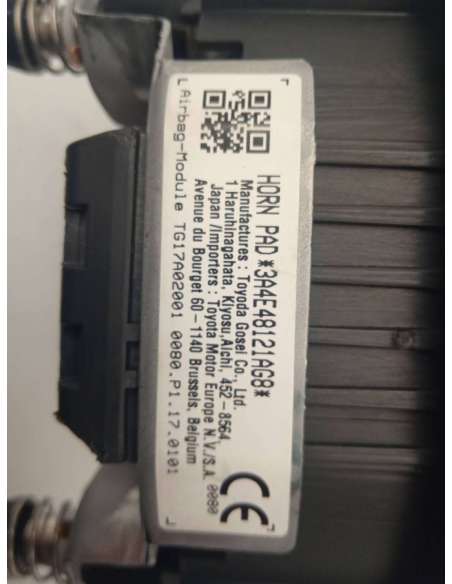 HORN PAD *3A4E48121AG8*
Manufactures : Toyoda Gosei Co., Ltd.
1 Haruhinagahata, Kiyosu,Aichi, 452-8564,
Japan /Importers : Toyota Motor Europe N.V./S.A. 0080
Avenue du Bourget 60 - 1140 Brussels, Belgium
Airbag-Module TG17A02001 0080.P1.17.0101
CE